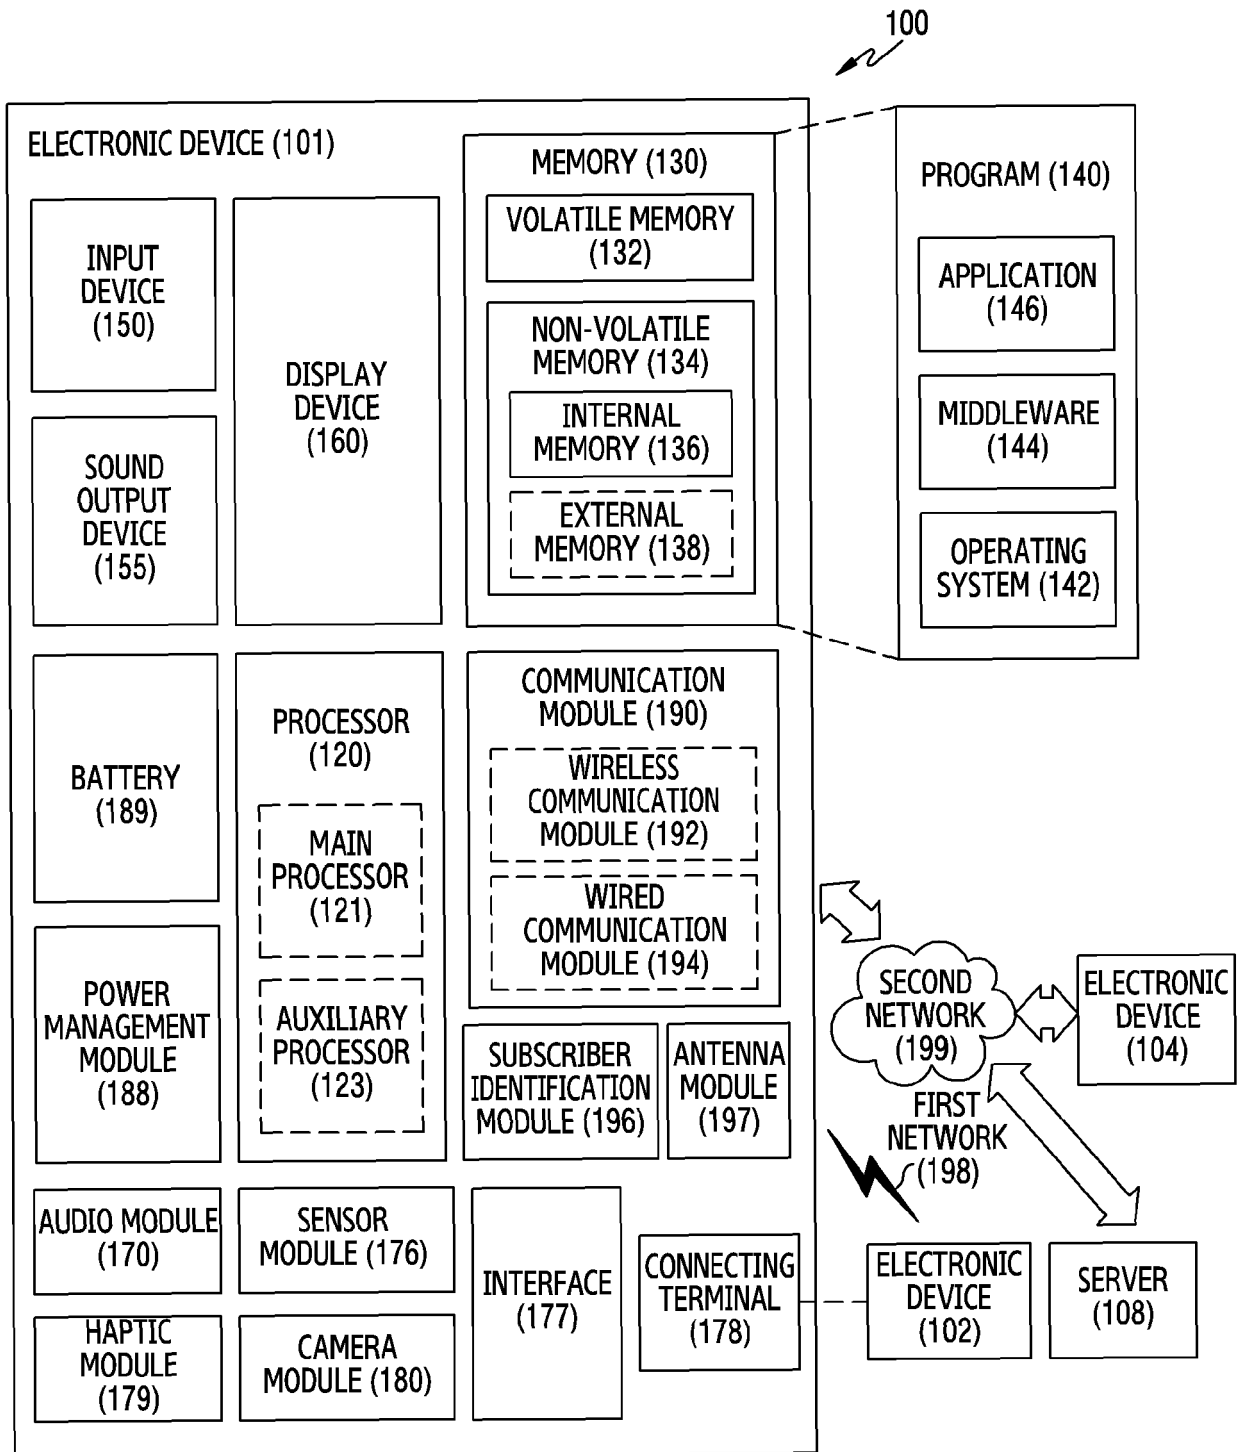 100
ELECTRONIC DEVICE (101)
INPUT
DEVICE
(150)
SOUND
OUTPUT
DEVICE
(155)
DISPLAY
DEVICE
(160)
MEMORY (130)
VOLATILE MEMORY
(132)
NON-VOLATILE
MEMORY (134)
INTERNAL
MEMORY (136)
EXTERNAL
MEMORY (138)
PROGRAM (140)
APPLICATION
(146)
MIDDLEWARE
(144)
OPERATING
SYSTEM (142)
BATTERY
(189)
POWER
MANAGEMENT
MODULE
(188)
PROCESSOR
(120)
MAIN
PROCESSOR
(121)
AUXILIARY
PROCESSOR
(123)
COMMUNICATION
MODULE (190)
WIRELESS
COMMUNICATION
MODULE (192)
WIRED
COMMUNICATION
MODULE (194)
SUBSCRIBER
IDENTIFICATION
MODULE (196)
ANTENNA
MODULE
(197)
SECOND
NETWORK
(199)
ELECTRONIC
DEVICE
(104)
FIRST
NETWORK
(198)
AUDIO MODULE
(170)
SENSOR
MODULE (176)
INTERFACE
(177)
CONNECTING
TERMINAL
(178)
ELECTRONIC
DEVICE
(102)
SERVER
(108)
HAPTIC
MODULE
(179)
CAMERA
MODULE (180)